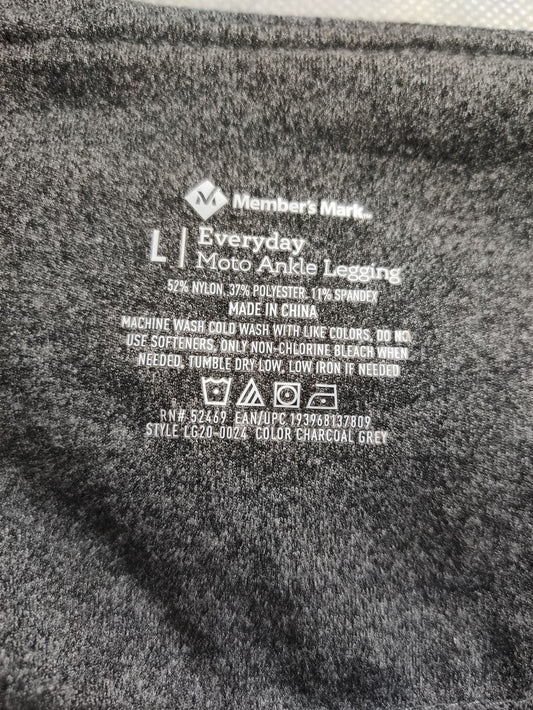 Member's Mark™
L | Everyday
Moto Ankle Legging
52% NYLON, 37% POLYESTER, 11% SPANDEX
MADE IN CHINA
MACHINE WASH COLD WASH WITH LIKE COLORS, DO NO
USE SOFTENERS, ONLY NON-CHLORINE BLEACH WHEN
NEEDED, TUMBLE DRY LOW, LOW IRON IF NEEDED
RN# 52469 EAN/UPC 193968137809
STYLE LG20-0024 COLOR CHARCOAL GREY